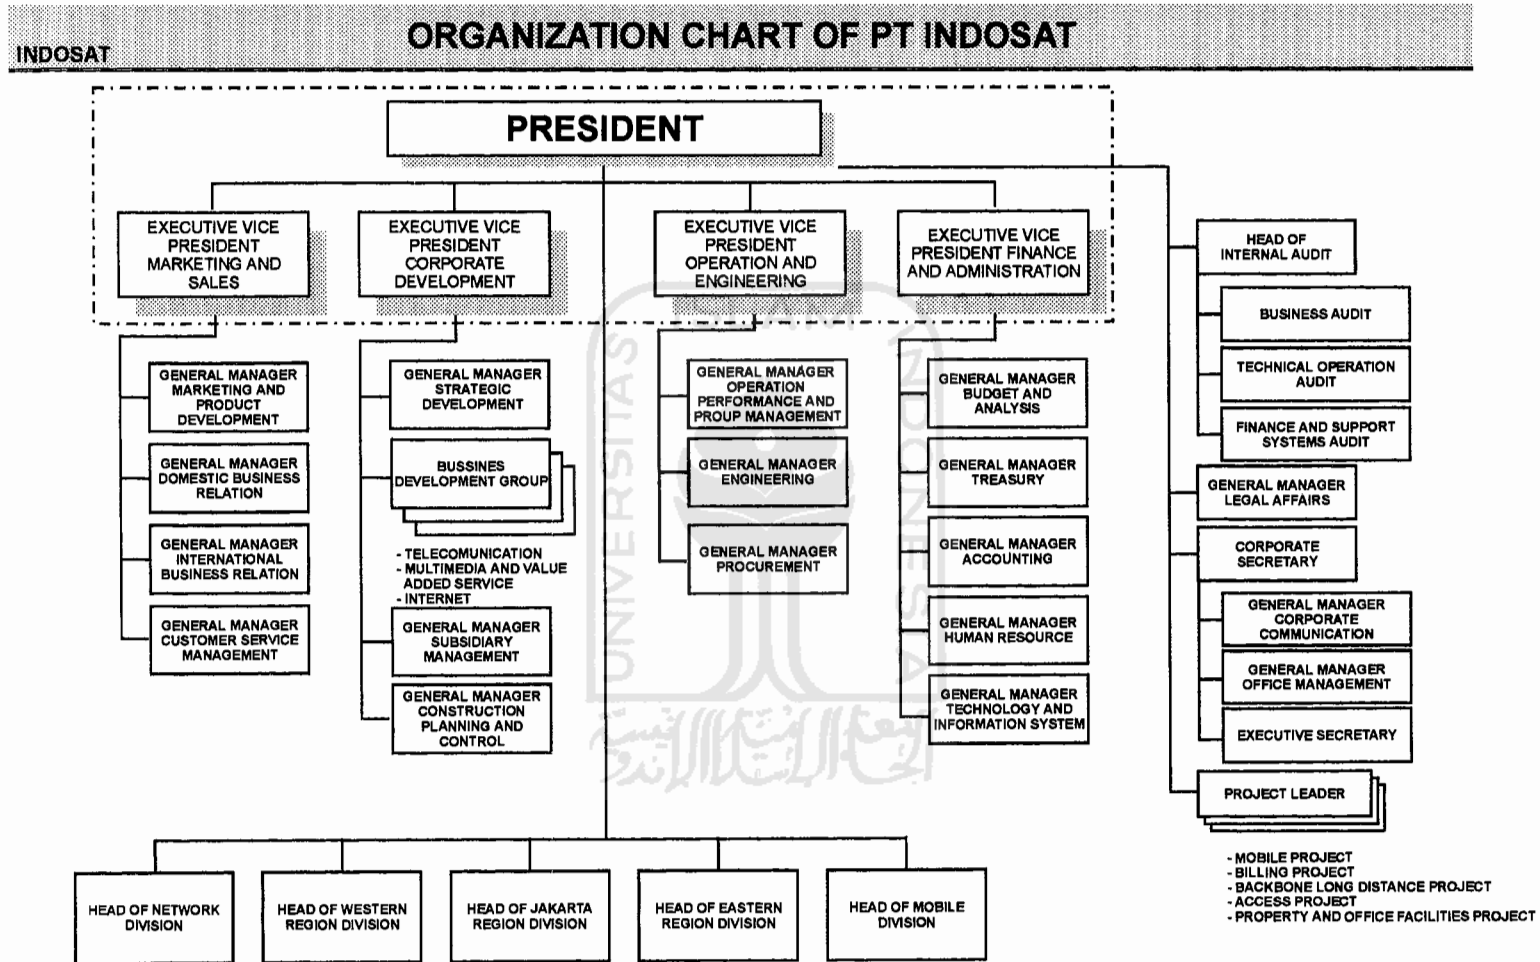 ORGANIZATION CHART OF PT INDOSAT
INDOSAT
PRESIDENT
EXECUTIVE VICE
PRESIDENT
MARKETING AND
SALES
EXECUTIVE VICE
PRESIDENT
CORPORATE
DEVELOPMENT
EXECUTIVE VICE
PRESIDENT
OPERATION AND
ENGINEERING
EXECUTIVE VICE
PRESIDENT FINANCE
AND ADMINISTRATION
GENERAL MANAGER
MARKETING AND
PRODUCT
DEVELOPMENT
GENERAL MANAGER
DOMESTIC BUSINESS
RELATION
GENERAL MANAGER
INTERNATIONAL
BUSINESS RELATION
GENERAL MANAGER
CUSTOMER SERVICE
MANAGEMENT
GENERAL MANAGER
STRATEGIC
DEVELOPMENT
BUSSINES
DEVELOPMENT GROUP
- TELECOMUNICATION
- MULTIMEDIA AND VALUE
ADDED SERVICE
- INTERNET
GENERAL MANAGER
SUBSIDIARY
MANAGEMENT
GENERAL MANAGER
CONSTRUCTION
PLANNING AND
CONTROL
GENERAL MANAGER
OPERATION
PERFORMANCE AND
PROUP MANAGEMENT
GENERAL MANAGER
ENGINEERING
GENERAL MANAGER
PROCUREMENT
GENERAL MANAGER
BUDGET AND
ANALYSIS
GENERAL MANAGER
TREASURY
GENERAL MANAGER
ACCOUNTING
GENERAL MANAGER
HUMAN RESOURCE
GENERAL MANAGER
TECHNOLOGY AND
INFORMATION SYSTEM
HEAD OF
INTERNAL AUDIT
BUSINESS AUDIT
TECHNICAL OPERATION
AUDIT
FINANCE AND SUPPORT
SYSTEMS AUDIT
GENERAL MANAGER
LEGAL AFFAIRS
CORPORATE
SECRETARY
GENERAL MANAGER
CORPORATE
COMMUNICATION
GENERAL MANAGER
OFFICE MANAGEMENT
EXECUTIVE SECRETARY
PROJECT LEADER
- MOBILE PROJECT
- BILLING PROJECT
- BACKBONE LONG DISTANCE PROJECT
- ACCESS PROJECT
- PROPERTY AND OFFICE FACILITIES PROJECT
HEAD OF NETWORK
DIVISION
HEAD OF WESTERN
REGION DIVISION
HEAD OF JAKARTA
REGION DIVISION
HEAD OF EASTERN
REGION DIVISION
HEAD OF MOBILE
DIVISION
UNIVERSITAS
ISLAM
INDONESIA